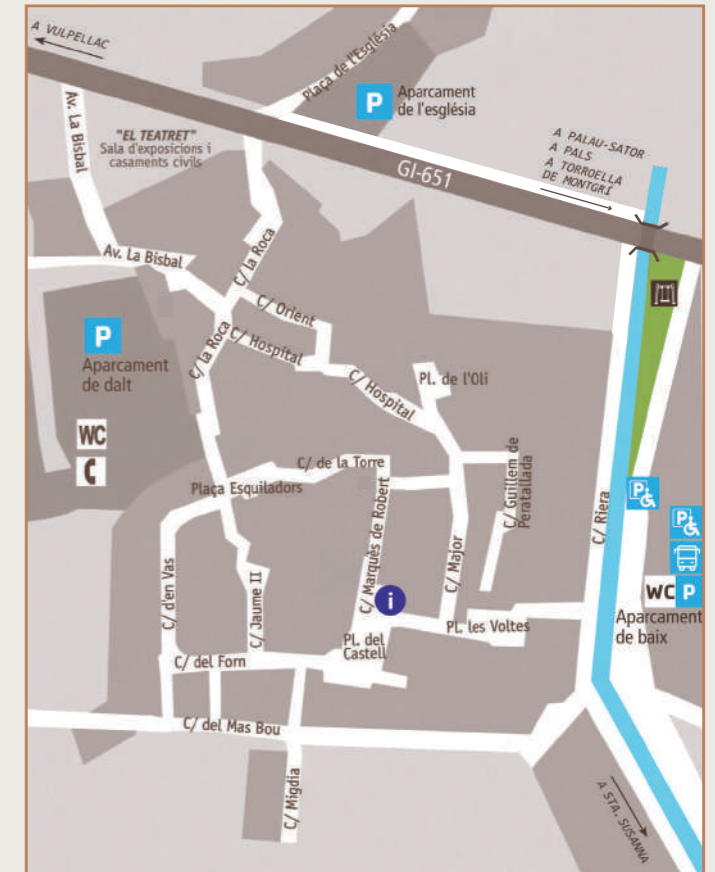 A VULPELLAC
Plaça de l'Església
P
Aparcament
de l'església
Av. La Bisbal
"EL TEATRET"
Sala d'exposicions i
casaments civils
GI-651
A PALAU-SATOR
A PALS
A TORROELLA
DE MONTGRÍ
Av. La Bisbal
C/ la Roca
C/ Orient
C/ Hospital
C/ la Roca
P
Aparcament
de dalt
WC
C/ Hospital
Pl. de l'Oli
C/ de la Torre
Plaça Esquiladors
C/ Guillem de
Peratallada
C/ Marquès de Robert
C/ Major
C/ Riera
P
P
WC P
Aparcament
de baix
i
C/ d'en Vas
C/ Jaume II
Pl. les Voltes
Pl. del
Castell
C/ del Forn
C/ del Mas Bou
C/ Migdia
A STA. SUSANNA